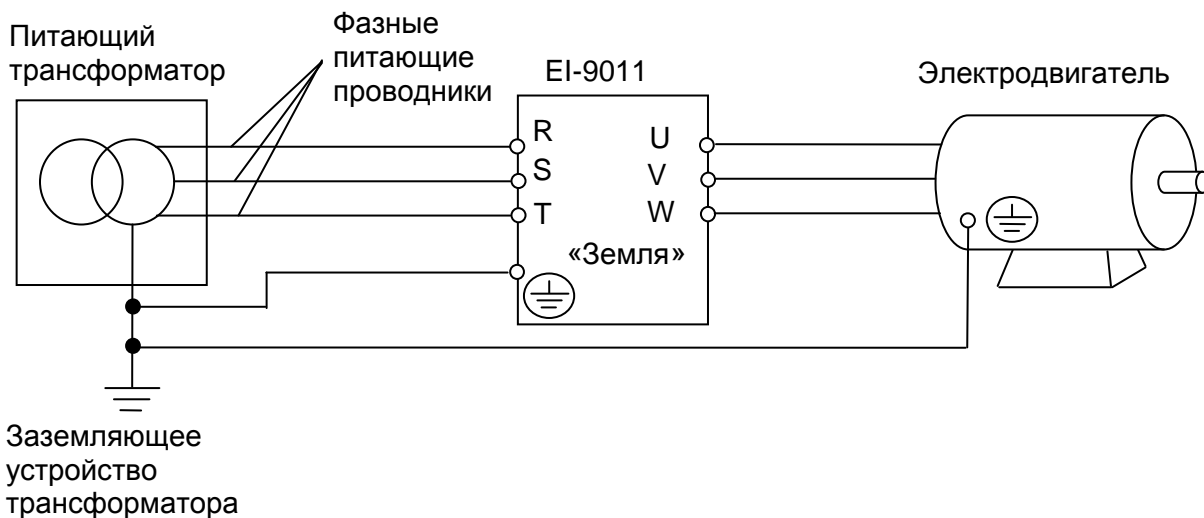 Питающий
трансформатор
Фазные
питающие
проводники
EI-9011
Электродвигатель
R
S
T
U
V
W
«Земля»
Заземляющее
устройство
трансформатора